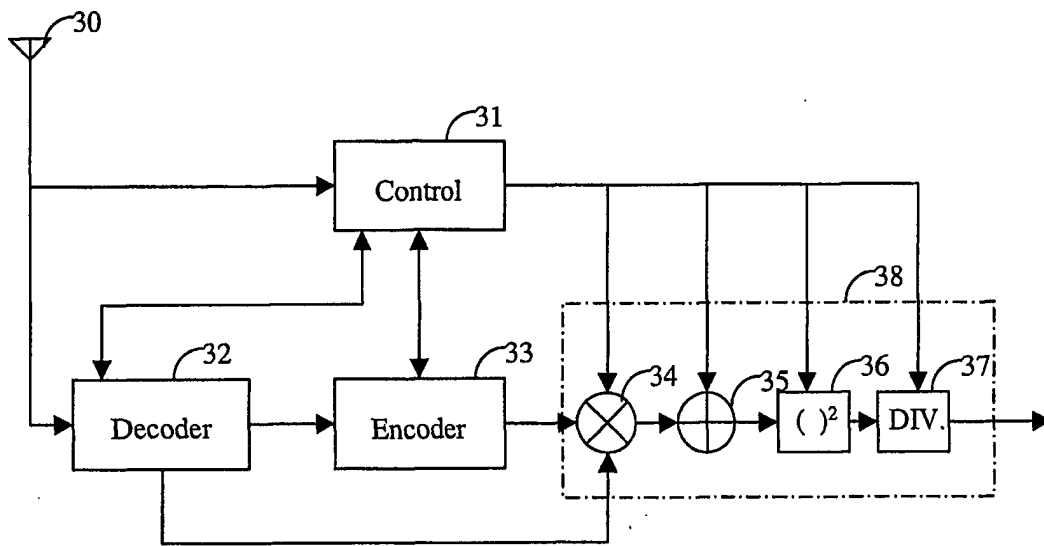 30
31
Control
38
32
33
34
35
36
37
Decoder
Encoder
( )²
DIV.